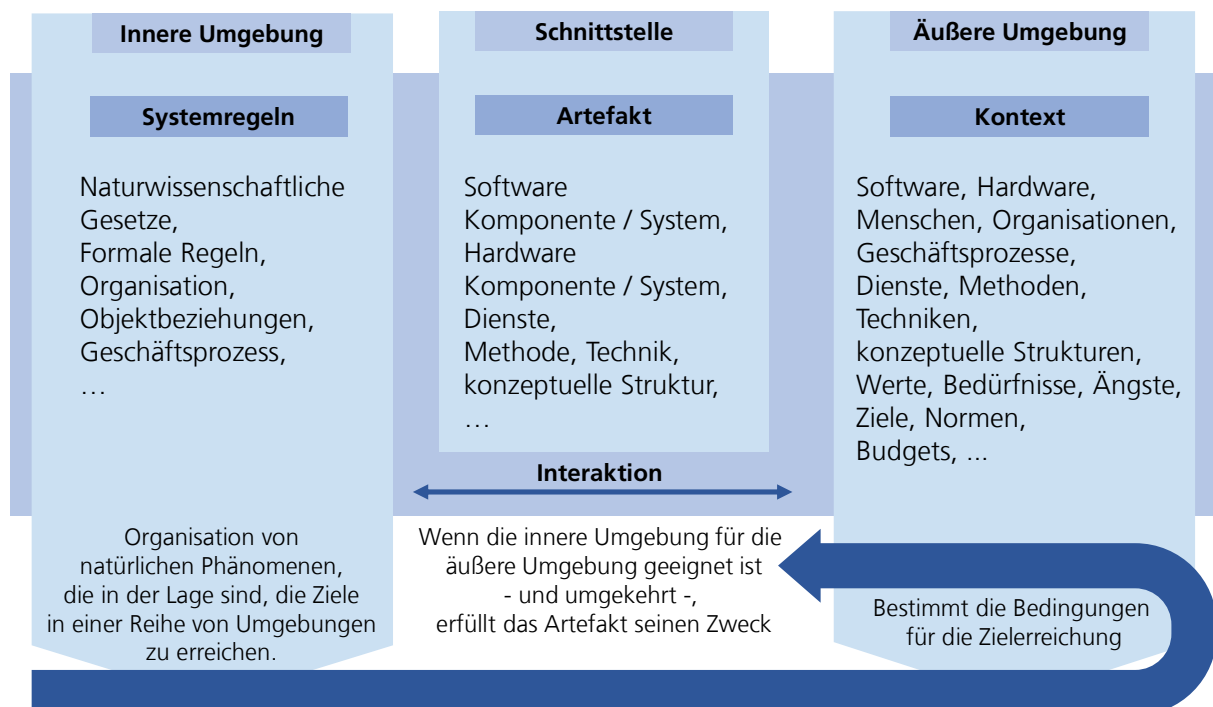 Innere Umgebung
Systemregeln
Naturwissenschaftliche
Gesetze,
Formale Regeln,
Organisation,
Objektbeziehungen,
Geschäftsprozess,
…
Organisation von
natürlichen Phänomenen,
die in der Lage sind, die Ziele
in einer Reihe von Umgebungen
zu erreichen.
Schnittstelle
Artefakt
Software
Komponente / System,
Hardware
Komponente / System,
Dienste,
Methode, Technik,
konzeptuelle Struktur,
…
Interaktion
Wenn die innere Umgebung für die
äußere Umgebung geeignet ist
- und umgekehrt -,
erfüllt das Artefakt seinen Zweck
Äußere Umgebung
Kontext
Software, Hardware,
Menschen, Organisationen,
Geschäftsprozesse,
Dienste, Methoden,
Techniken,
konzeptuelle Strukturen,
Werte, Bedürfnisse, Ängste,
Ziele, Normen,
Budgets, ...
Bestimmt die Bedingungen
für die Zielerreichung